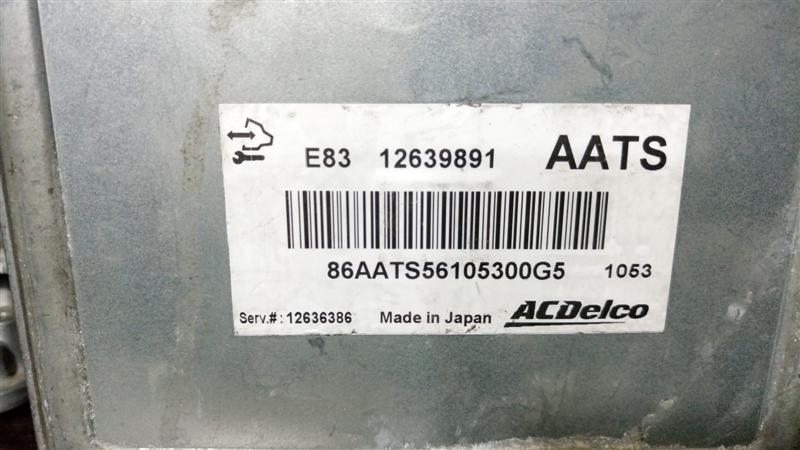 E83 12639891 AATS
86AATS56105300G5 1053
Serv.#: 12636386 Made in Japan ACDelco